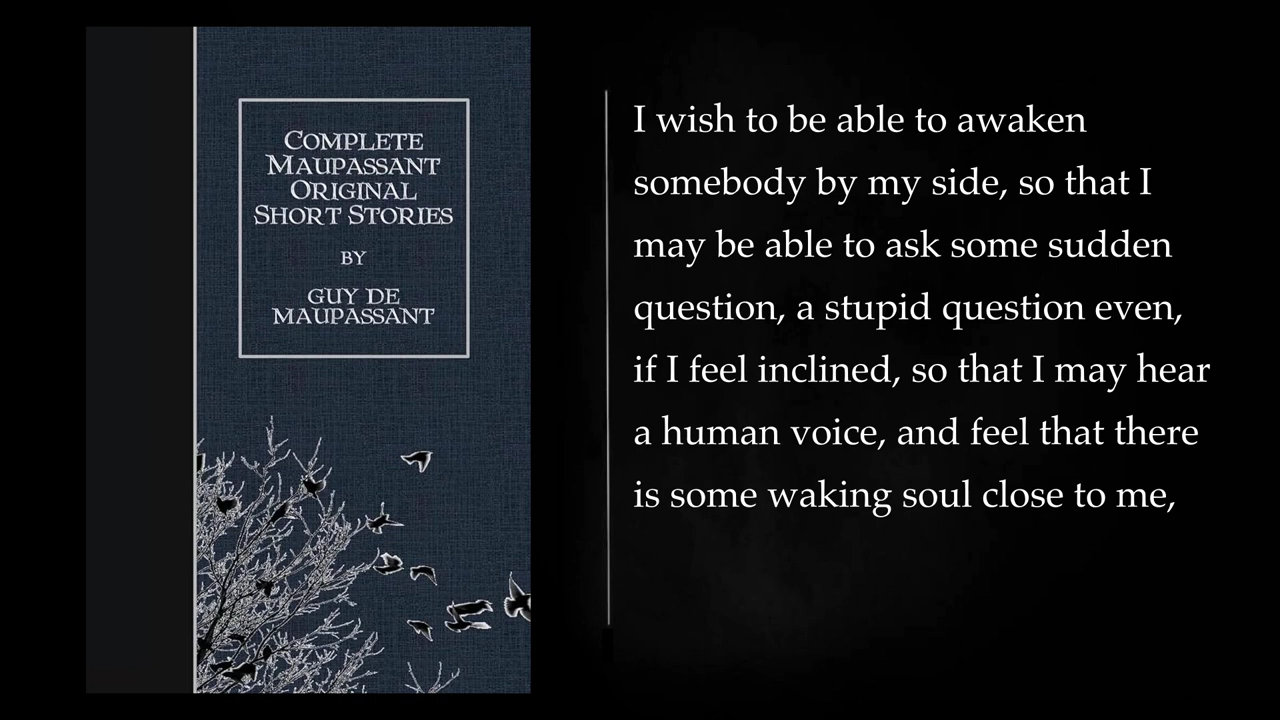 COMPLETE
MAUPASSANT
ORIGINAL
SHORT STORIES
BY
GUY DE
MAUPASSANT
I wish to be able to awaken
somebody by my side, so that I
may be able to ask some sudden
question, a stupid question even,
if I feel inclined, so that I may hear
a human voice, and feel that there
is some waking soul close to me,